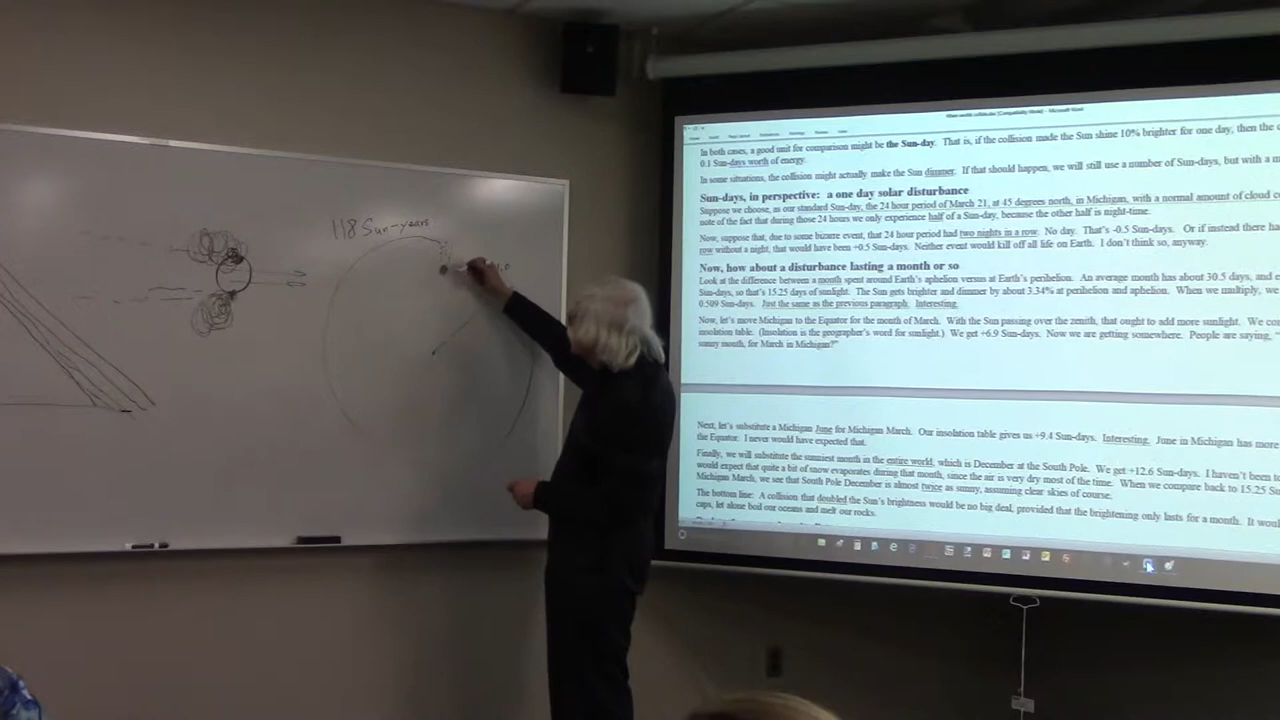 118 Sun-years
In both cases, a good unit for comparison might be the Sun-day. That is, if the collision made the Sun shine 10% brighter for one day, then the
0.1 Sun-days worth of energy.
In some situations, the collision might actually make the Sun dimmer. If that should happen, we will still use a number of Sun-days, but with a
Sun-days, in perspective: a one day solar disturbance
Suppose we choose, as our standard Sun-day, the 24 hour period of March 21, at 45 degrees north, in Michigan, with a normal amount of cloud
note of the fact that during those 24 hours we only experience half of a Sun-day, because the other half is night-time.
Now, suppose that, due to some bizarre event, that 24 hour period had two nights in a row. No day. That's -0.5 Sun-days. Or if instead there
row without a night, that would have been +0.5 Sun-days. Neither event would kill off all life on Earth. I don't think so, anyway.
Now, how about a disturbance lasting a month or so
Look at the difference between a month spent around Earth's aphelion versus at Earth's perihelion. An average month has about 30.5 days, and
Sun-days, so that's 15.25 days of sunlight. The Sun gets brighter and dimmer by about 3.34% at perihelion and aphelion. When we multiply, we
0.509 Sun-days. Just the same as the previous paragraph. Interesting.
Now, let's move Michigan to the Equator for the month of March. With the Sun passing over the zenith, that ought to add more sunlight. We
insolation table. (Insolation is the geographer's word for sunlight.) We get +6.9 Sun-days. Now we are getting somewhere. People are saying, "
sunny month, for March in Michigan?"
Next, let's substitute a Michigan June for Michigan March. Our insolation table gives us +9.4 Sun-days. Interesting. June in Michigan has more
the Equator. I never would have expected that.
Finally, we will substitute the sunniest month in the entire world, which is December at the South Pole. We get +12.6 Sun-days. I haven't been
would expect that quite a bit of snow evaporates during that month, since the air is very dry most of the time. When we compare back to 15.25
Michigan March, we see that South Pole December is almost twice as sunny, assuming clear skies of course.
The bottom line: A collision that doubled the Sun's brightness would be no big deal, provided that the brightening only lasts for a month. It
caps, let alone boil our oceans and melt our rocks.